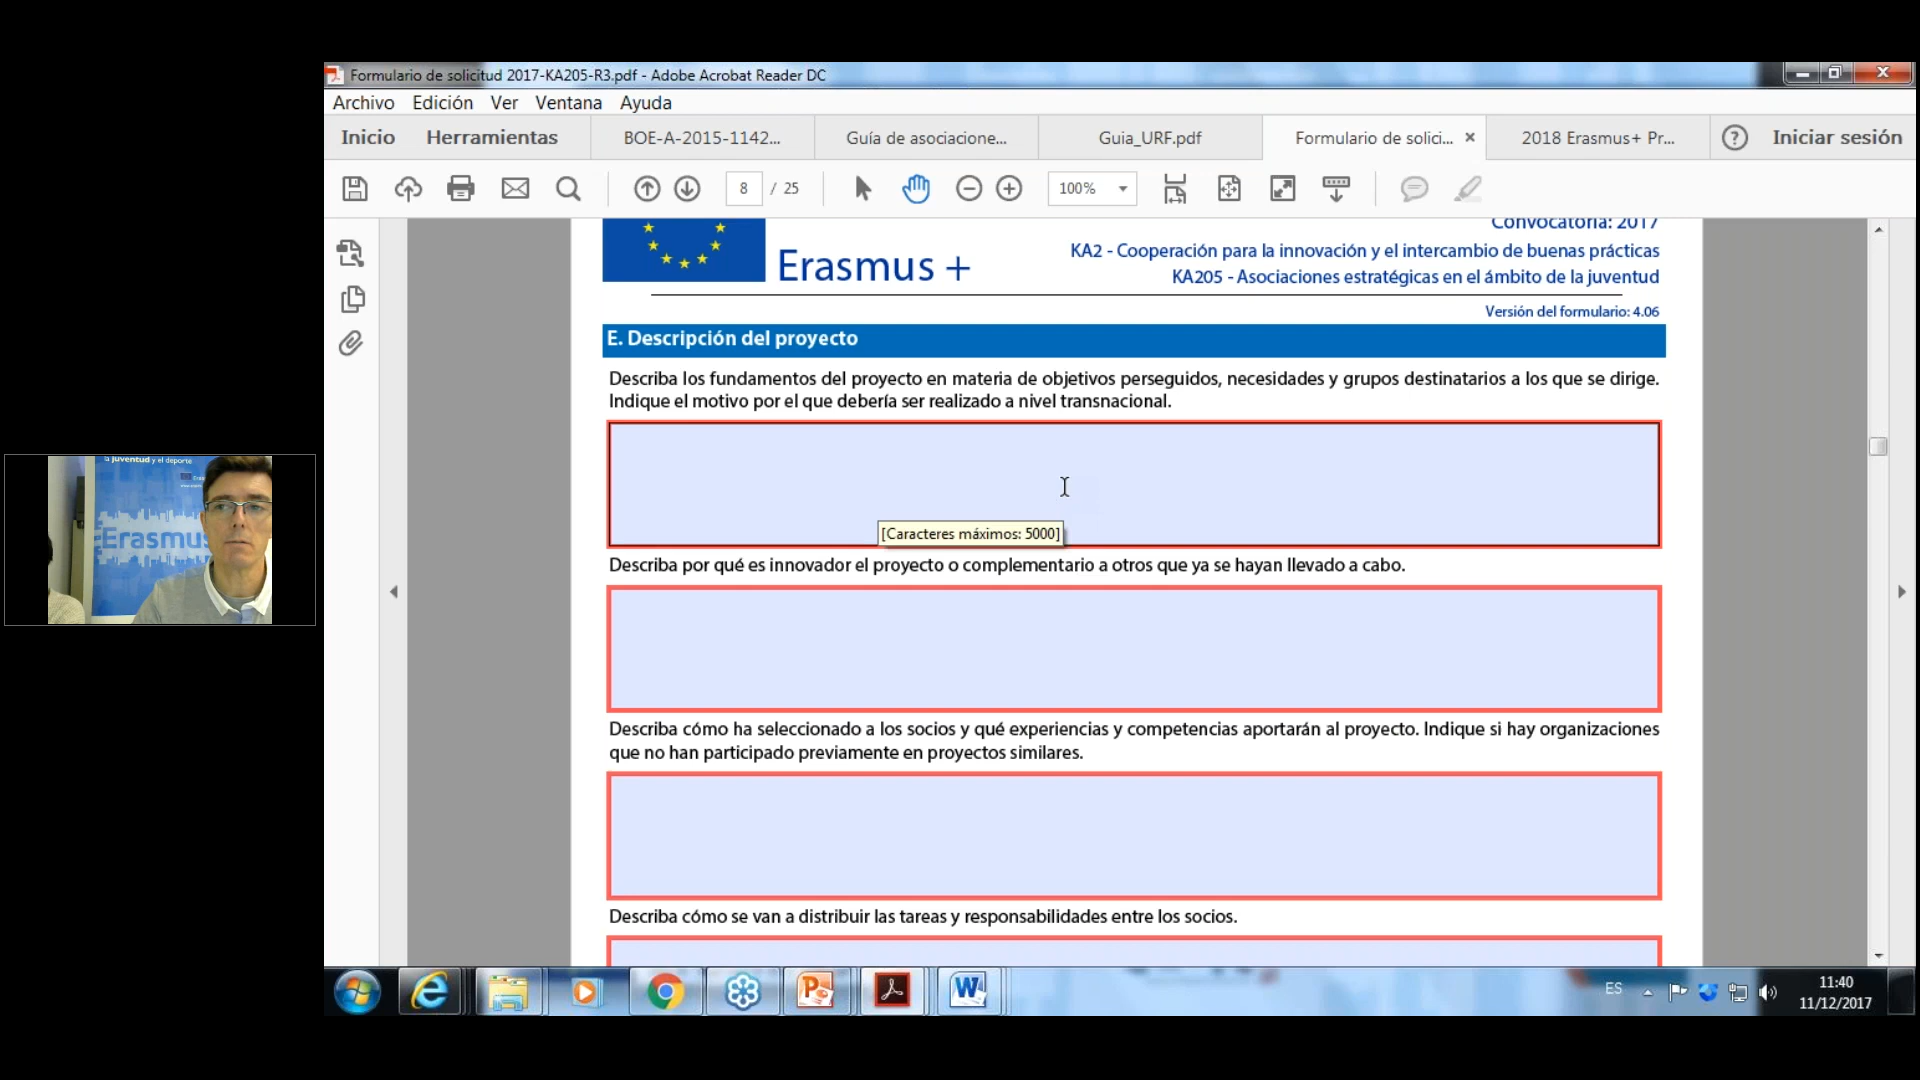 Formulario de solicitud 2017-KA205-R3.pdf - Adobe Acrobat Reader DC
Archivo Edición Ver Ventana Ayuda
Inicio Herramientas BOE-A-2015-1142... Guía de asociacione... Guia_URF.pdf Formulario de solici... × 2018 Erasmus+ Pr... ? Iniciar sesión
8 / 25 100%
Convocatoria: 2017
Erasmus +
KA2 - Cooperación para la innovación y el intercambio de buenas prácticas
KA205 - Asociaciones estratégicas en el ámbito de la juventud
Versión del formulario: 4.06
E. Descripción del proyecto
Describa los fundamentos del proyecto en materia de objetivos perseguidos, necesidades y grupos destinatarios a los que se dirige.
Indique el motivo por el que debería ser realizado a nivel transnacional.
[Caracteres máximos: 5000]
Describa por qué es innovador el proyecto o complementario a otros que ya se hayan llevado a cabo.
Describa cómo ha seleccionado a los socios y qué experiencias y competencias aportarán al proyecto. Indique si hay organizaciones
que no han participado previamente en proyectos similares.
Describa cómo se van a distribuir las tareas y responsabilidades entre los socios.
la juventud y el deporte
Erasmus
ES
11:40
11/12/2017